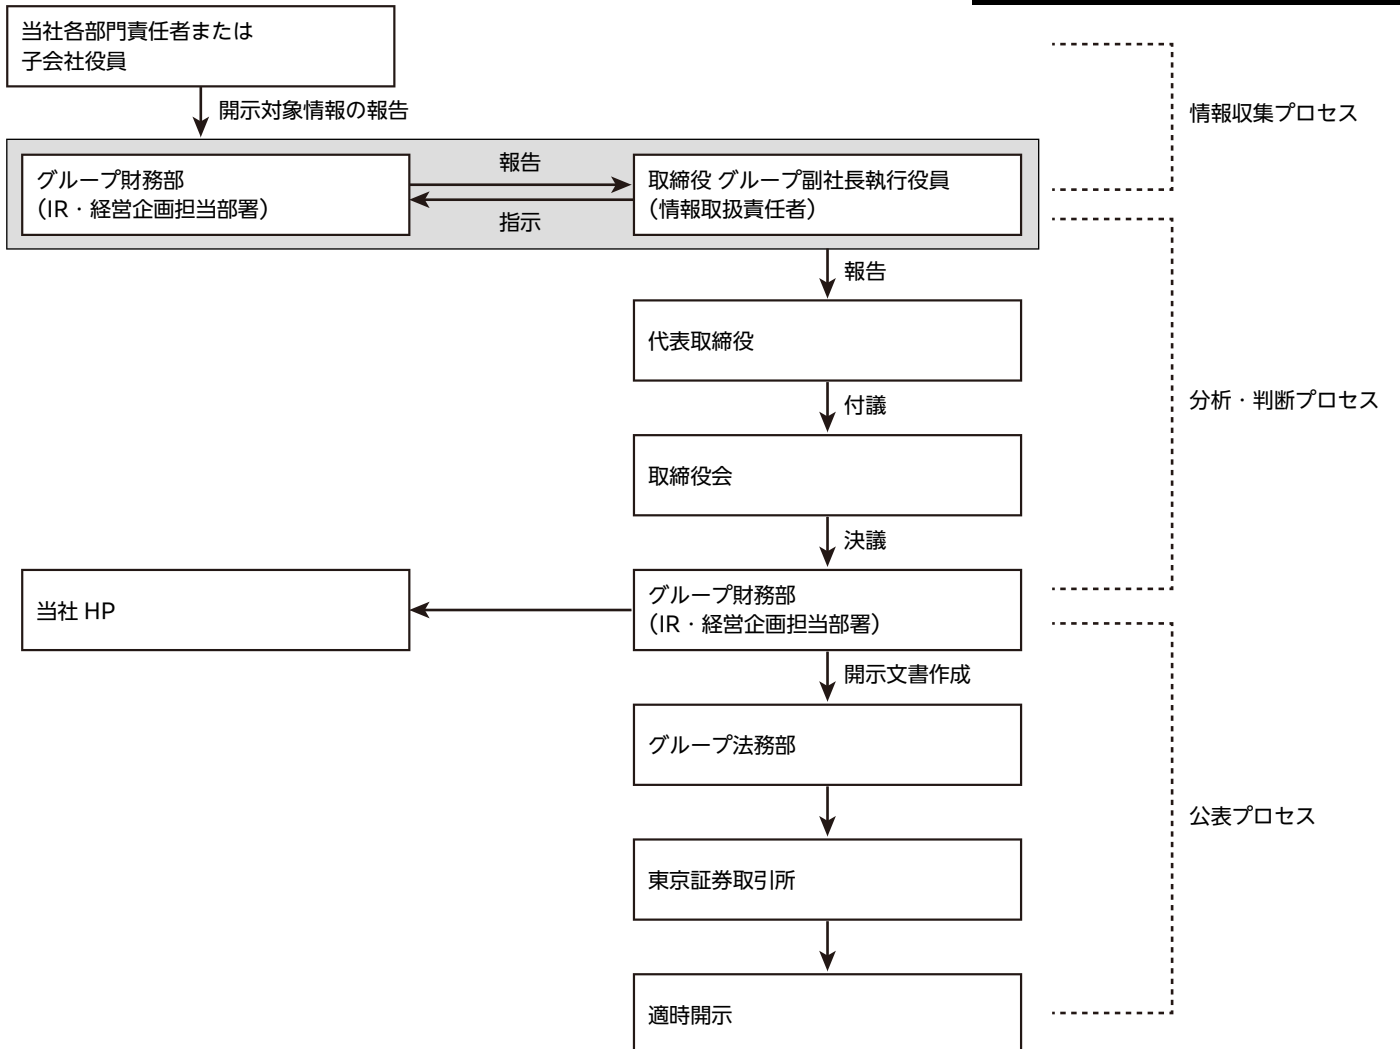 当社各部門責任者または
子会社役員
開示対象情報の報告
情報収集プロセス
グループ財務部
（IR・経営企画担当部署）
報告
指示
取締役 グループ副社長執行役員
（情報取扱責任者）
報告
代表取締役
付議
分析・判断プロセス
取締役会
決議
当社 HP
グループ財務部
（IR・経営企画担当部署）
開示文書作成
グループ法務部
公表プロセス
東京証券取引所
適時開示